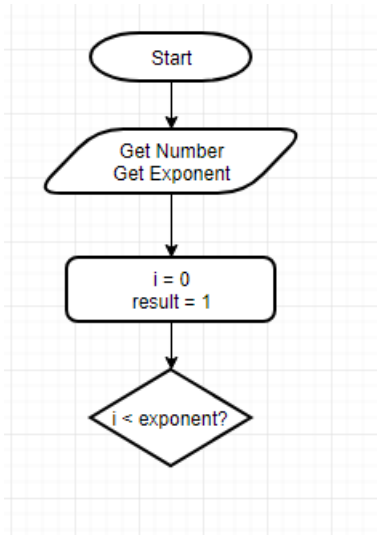 Start
Get Number
Get Exponent
i = 0
result = 1
i < exponent?